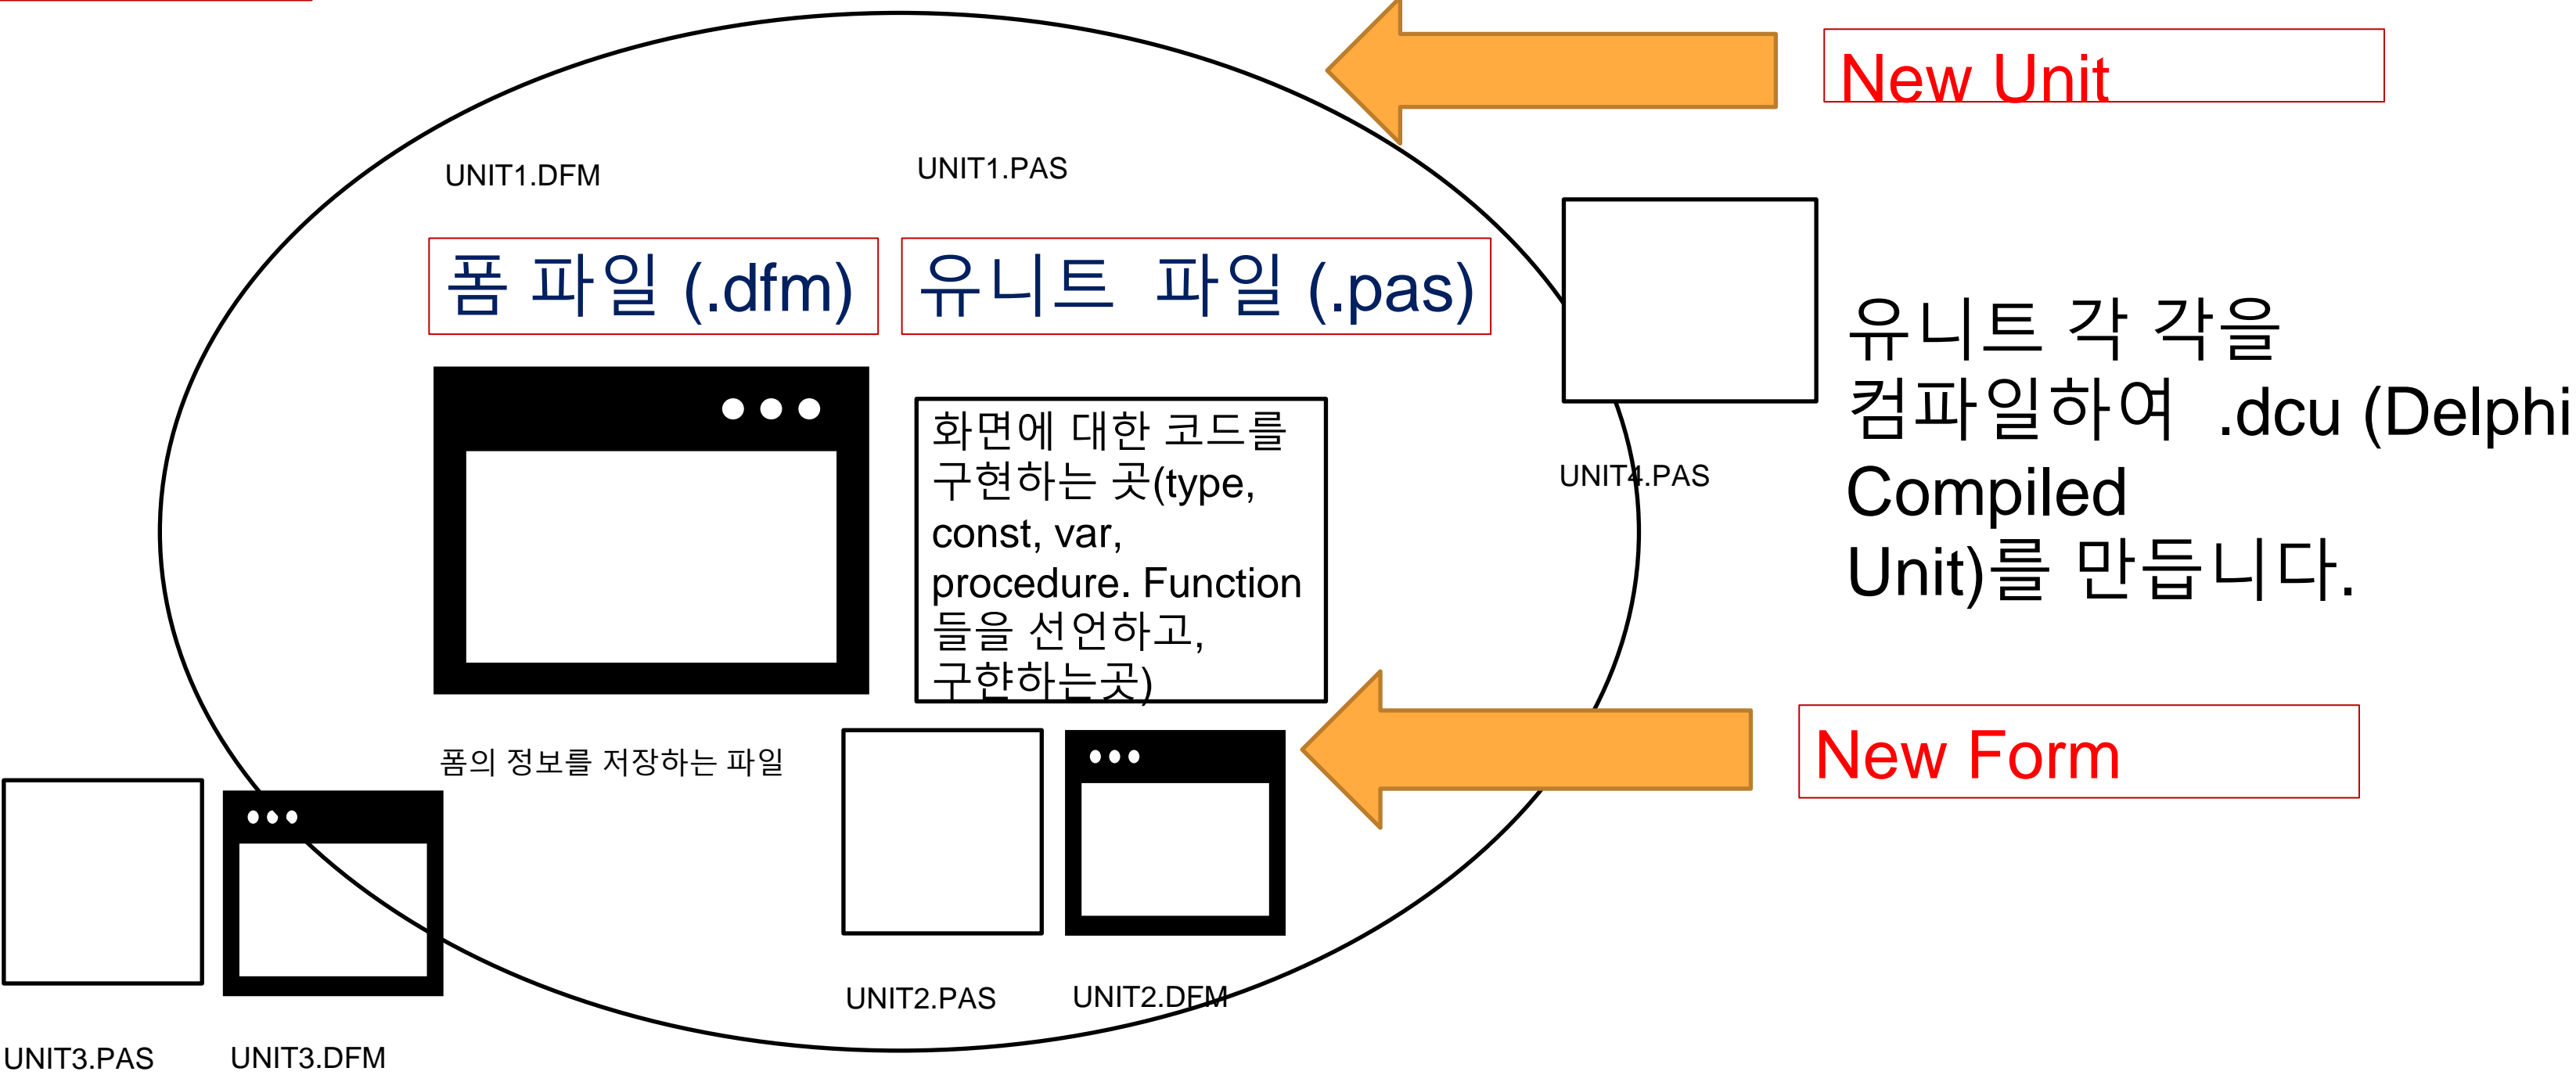 New Unit
UNIT1.DFM
UNIT1.PAS
폼 파일 (.dfm)
유니트  파일 (.pas)
유니트 각 각을
컴파일하여  .dcu (Delphi
Compiled
Unit)를 만듭니다.
화면에 대한 코드를
구현하는 곳(type,
const, var,
procedure. Function
들을 선언하고,
구햔하는곳)
UNIT4.PAS
New Form
폼의 정보를 저장하는 파일
UNIT2.PAS
UNIT2.DFM
UNIT3.PAS
UNIT3.DFM